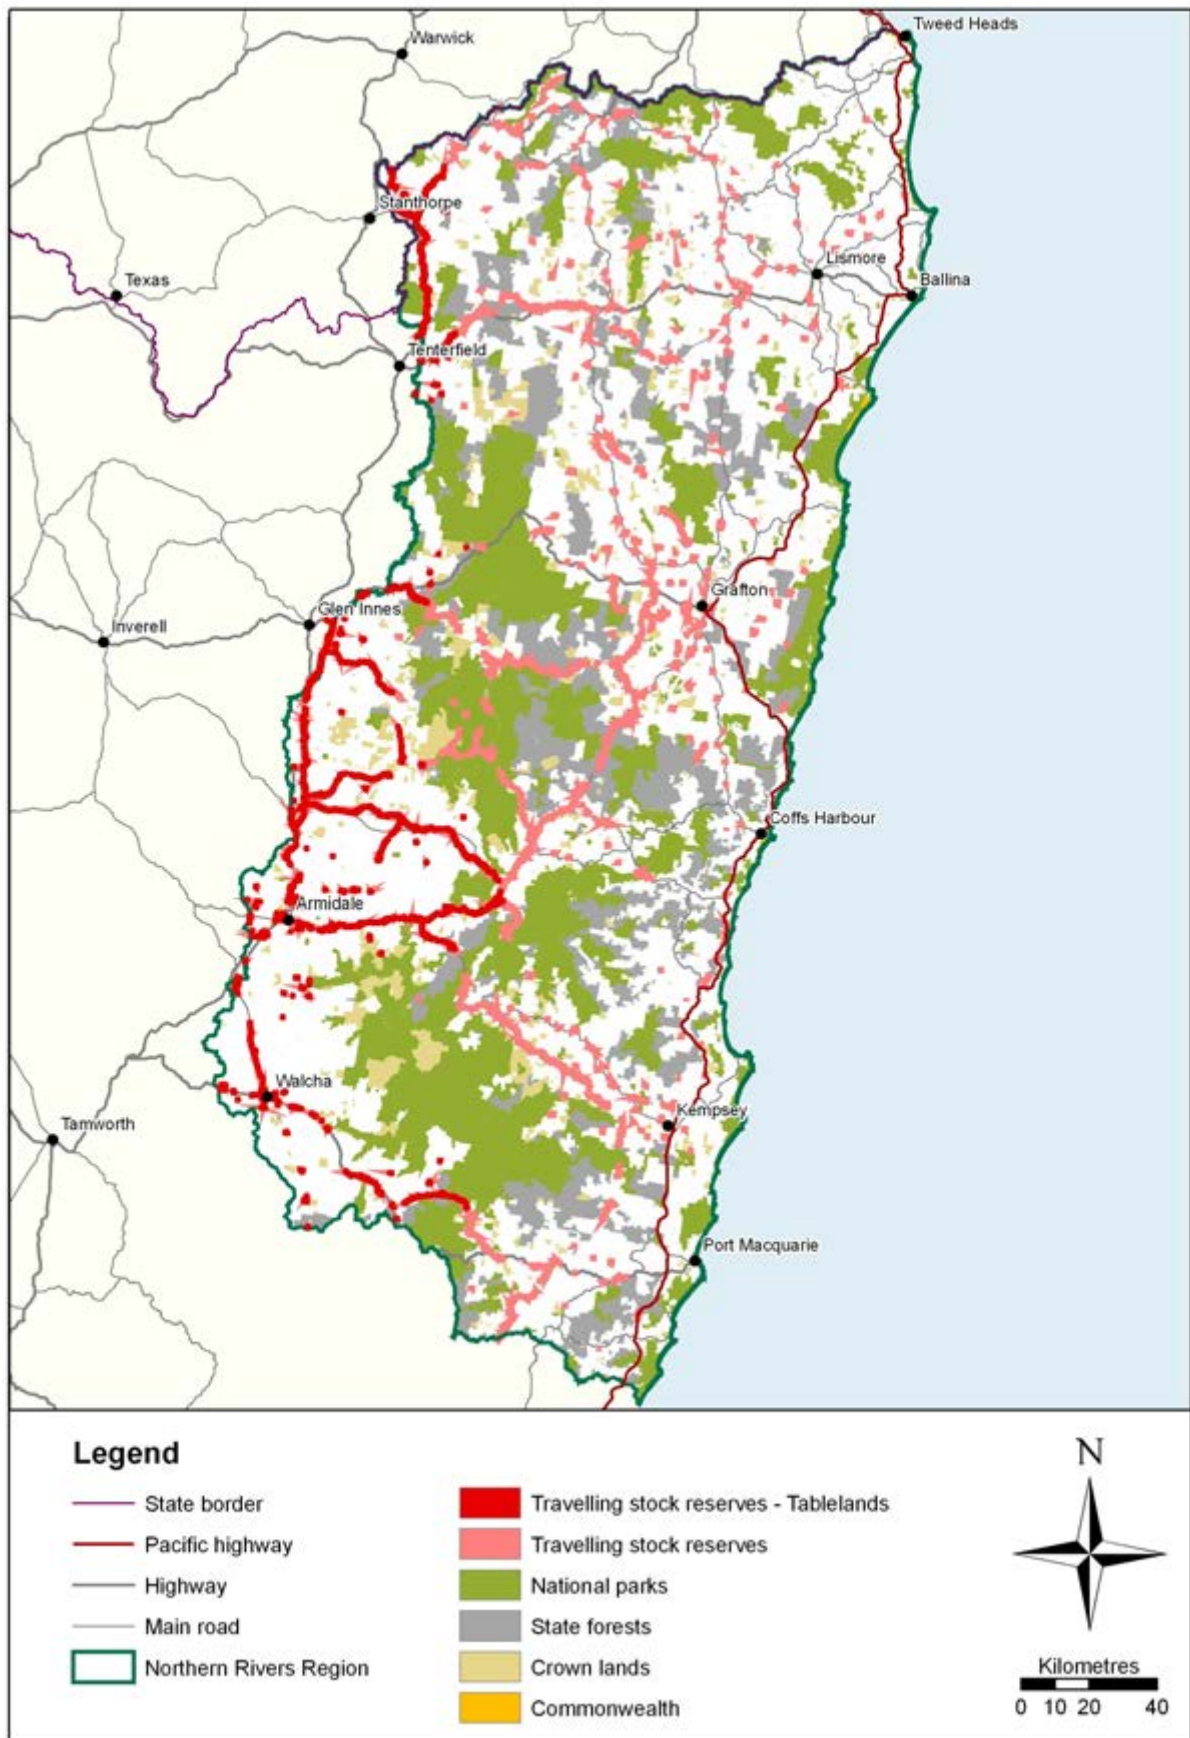 Tweed Heads
Warwick
Stanthorpe
Lismore
Texas
Ballina
Tenterfield
Grafton
Glen Innes
Inverell
Coffs Harbour
Armidale
Walcha
Kempsey
Tamworth
Port Macquarie
Legend
State border
Pacific highway
Highway
Main road
Northern Rivers Region
Travelling stock reserves - Tablelands
Travelling stock reserves
National parks
State forests
Crown lands
Commonwealth
N
Kilometres
0 10 20 40